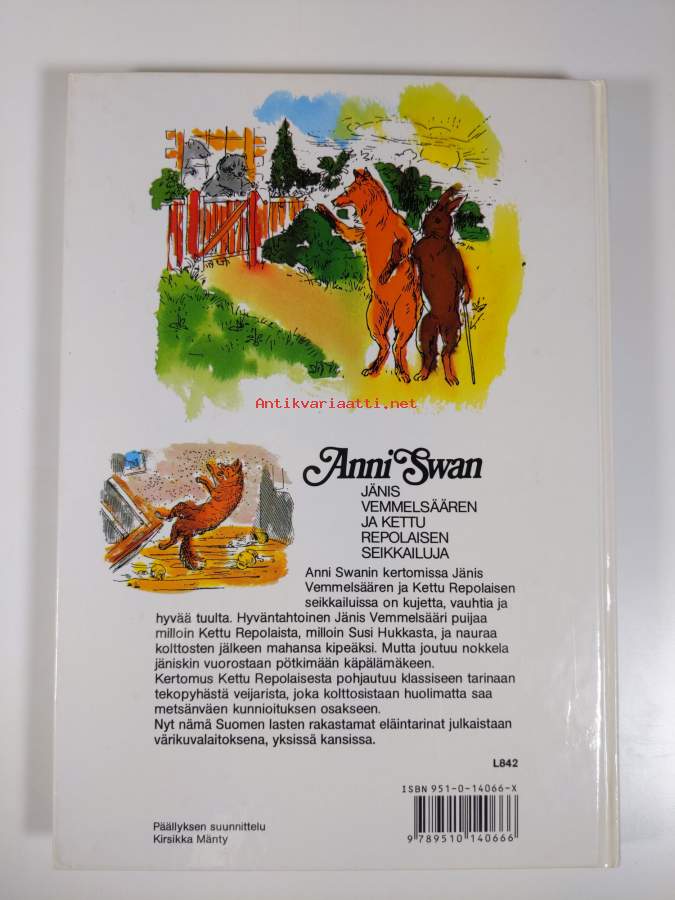 Antikvariaatti.net
Anni Swan
JÄNIS
VEMMELSÄÄREN
JA KETTU
REPOLAISEN
SEIKKAILUJA
Anni Swanin kertomissa Jänis
Vemmelsäären ja Kettu Repolaisen
seikkailuissa on kujetta, vauhtia ja
hyvää tuulta. Hyväntahtoinen Jänis Vemmelsääri puijaa
milloin Kettu Repolaista, milloin Susi Hukkasta, ja nauraa
kolttosten jälkeen mahansa kipeäksi. Mutta joutuu nokkela
jäniskin vuorostaan pötkimään käpälämäkeen.
Kertomus Kettu Repolaisesta pohjautuu klassiseen tarinaan
tekopyhästä veijarista, joka kolttosistaan huolimatta saa
metsänväen kunnioituksen osakseen.
Nyt nämä Suomen lasten rakastamat eläintarinat julkaistaan
värikuvalaitoksena, yksissä kansissa.
L842
ISBN 951-0-14066-X
9 789510 140666
Päällyksen suunnittelu
Kirsikka Mänty